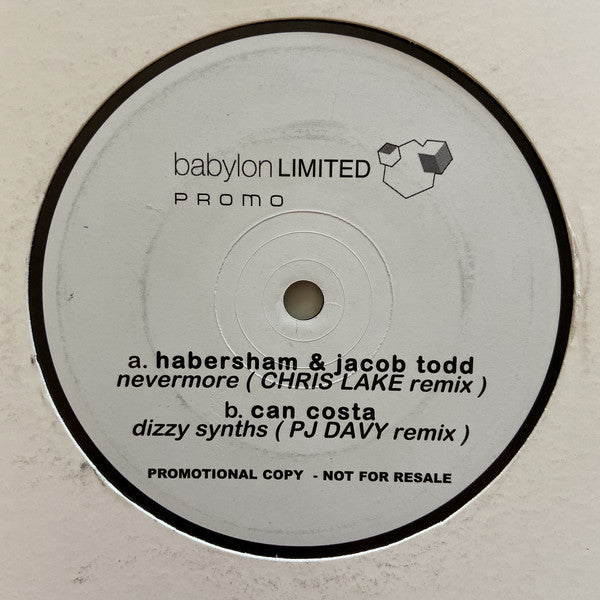 babylon LIMITED
PROMO
a. habersham & jacob todd
nevermore ( CHRIS LAKE remix )
b. can costa
dizzy synths ( PJ DAVY remix )
PROMOTIONAL COPY - NOT FOR RESALE